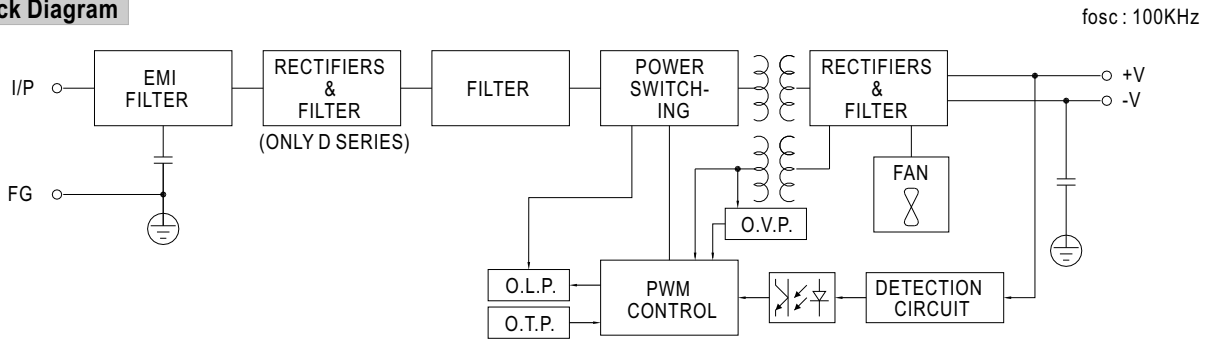 ck Diagram
fosc : 100KHz
I/P
EMI
FILTER
RECTIFIERS
&
FILTER
(ONLY D SERIES)
FILTER
POWER
SWITCH-
ING
RECTIFIERS
&
FILTER
+V
-V
FG
FAN
O.V.P.
O.L.P.
O.T.P.
PWM
CONTROL
DETECTION
CIRCUIT